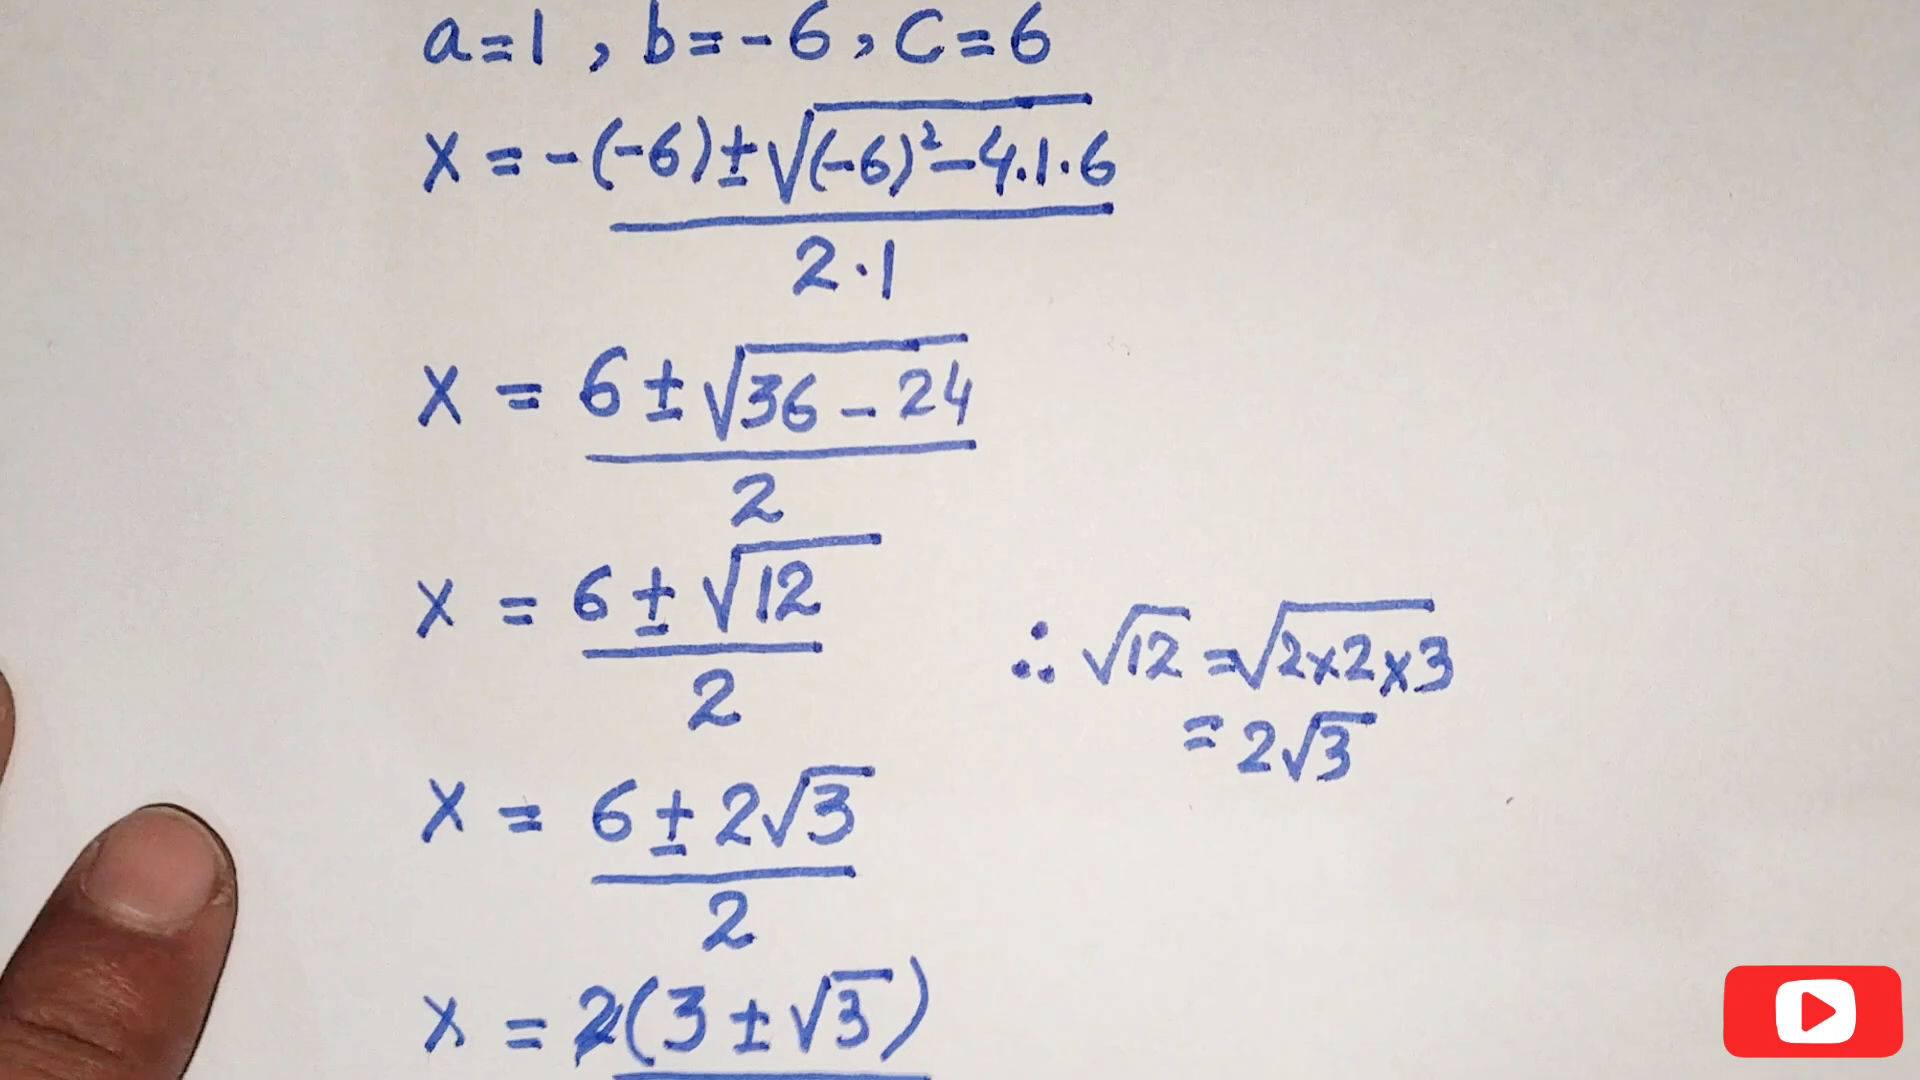 a=1 , b=-6, C=6
x = -(-6)±√(-6)²-4.1.6
2.1
x = 6±√36-24
2
x = 6±√12
2
∴ √12 =√2x2x3
= 2√3
x = 6±2√3
2
x = 2(3±√3)